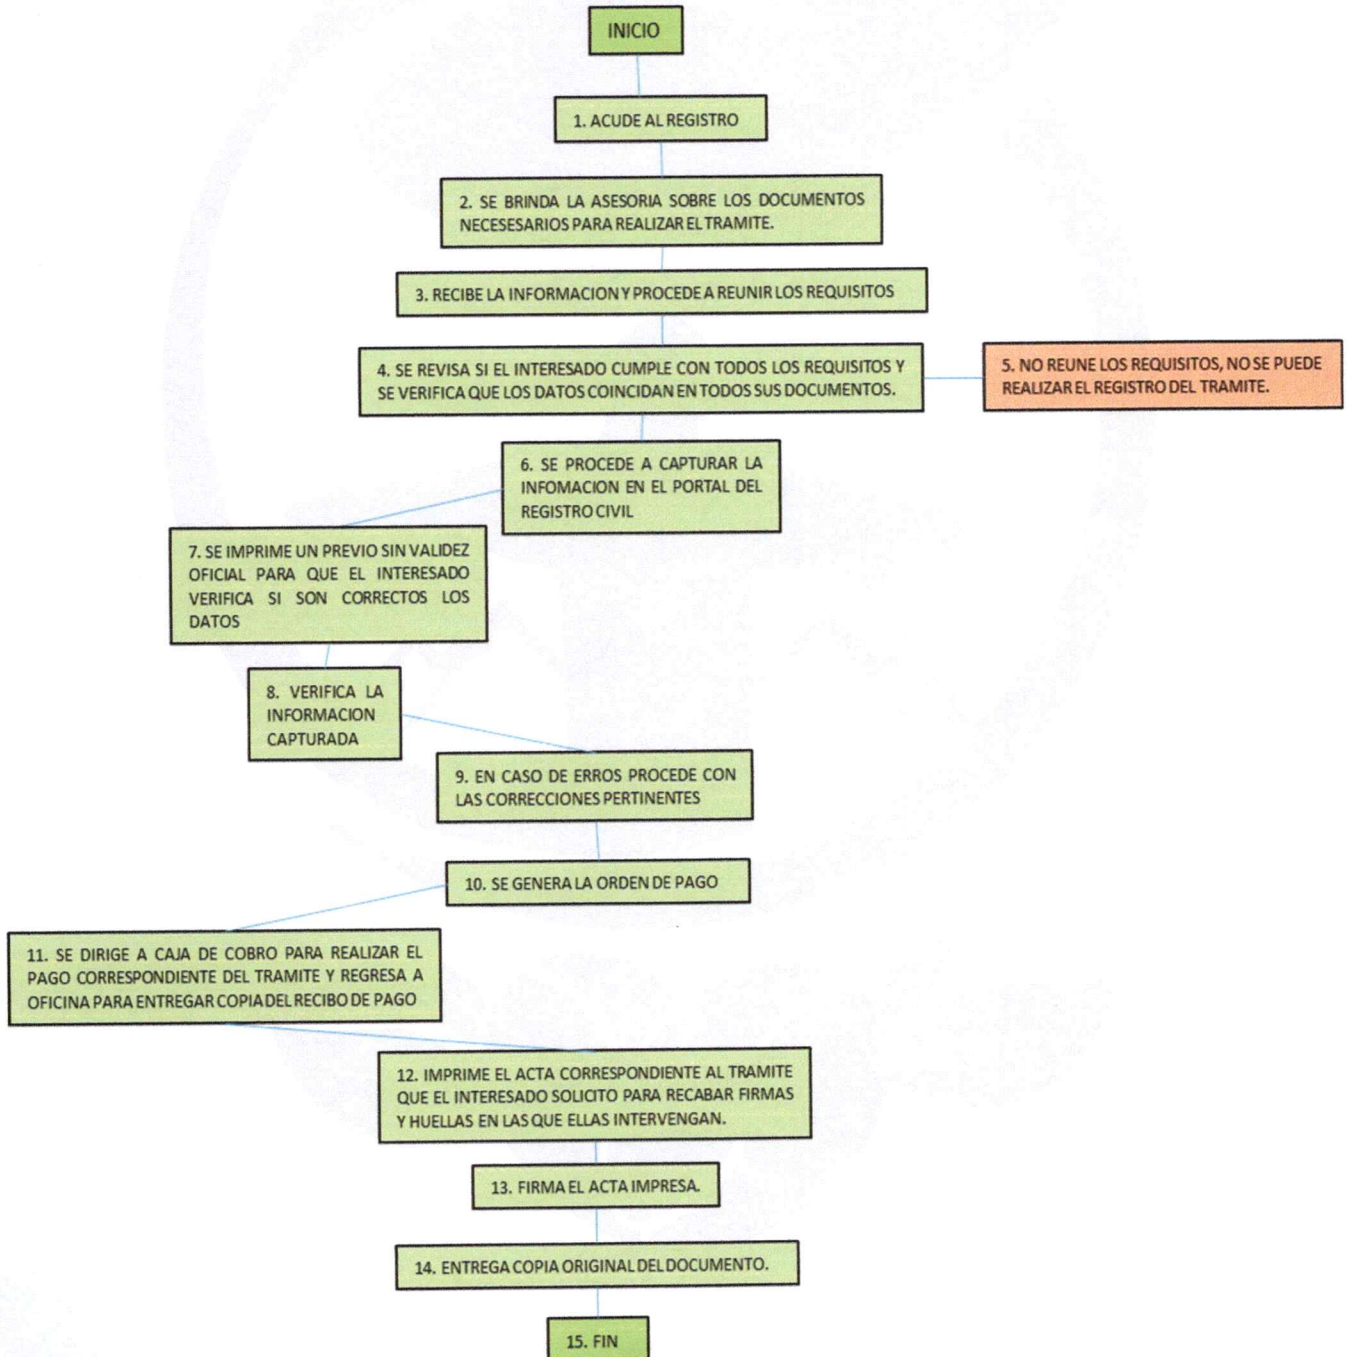 INICIO
1. ACUDE AL REGISTRO
2. SE BRINDA LA ASESORIA SOBRE LOS DOCUMENTOS
NECESESARIOS PARA REALIZAR EL TRAMITE.
3. RECIBE LA INFORMACION Y PROCEDE A REUNIR LOS REQUISITOS
4. SE REVISA SI EL INTERESADO CUMPLE CON TODOS LOS REQUISITOS Y
SE VERIFICA QUE LOS DATOS COINCIDAN EN TODOS SUS DOCUMENTOS.
5. NO REUNE LOS REQUISITOS, NO SE PUEDE
REALIZAR EL REGISTRO DEL TRAMITE.
6. SE PROCEDE A CAPTURAR LA
INFOMACION EN EL PORTAL DEL
REGISTRO CIVIL
7. SE IMPRIME UN PREVIO SIN VALIDEZ
OFICIAL PARA QUE EL INTERESADO
VERIFICA SI SON CORRECTOS LOS
DATOS
8. VERIFICA LA
INFORMACION
CAPTURADA
9. EN CASO DE ERROS PROCEDE CON
LAS CORRECCIONES PERTINENTES
10. SE GENERA LA ORDEN DE PAGO
11. SE DIRIGE A CAJA DE COBRO PARA REALIZAR EL
PAGO CORRESPONDIENTE DEL TRAMITE Y REGRESA A
OFICINA PARA ENTREGAR COPIA DEL RECIBO DE PAGO
12. IMPRIME EL ACTA CORRESPONDIENTE AL TRAMITE
QUE EL INTERESADO SOLICITO PARA RECABAR FIRMAS
Y HUELLAS EN LAS QUE ELLAS INTERVENGAN.
13. FIRMA EL ACTA IMPRESA.
14. ENTREGA COPIA ORIGINAL DEL DOCUMENTO.
15. FIN